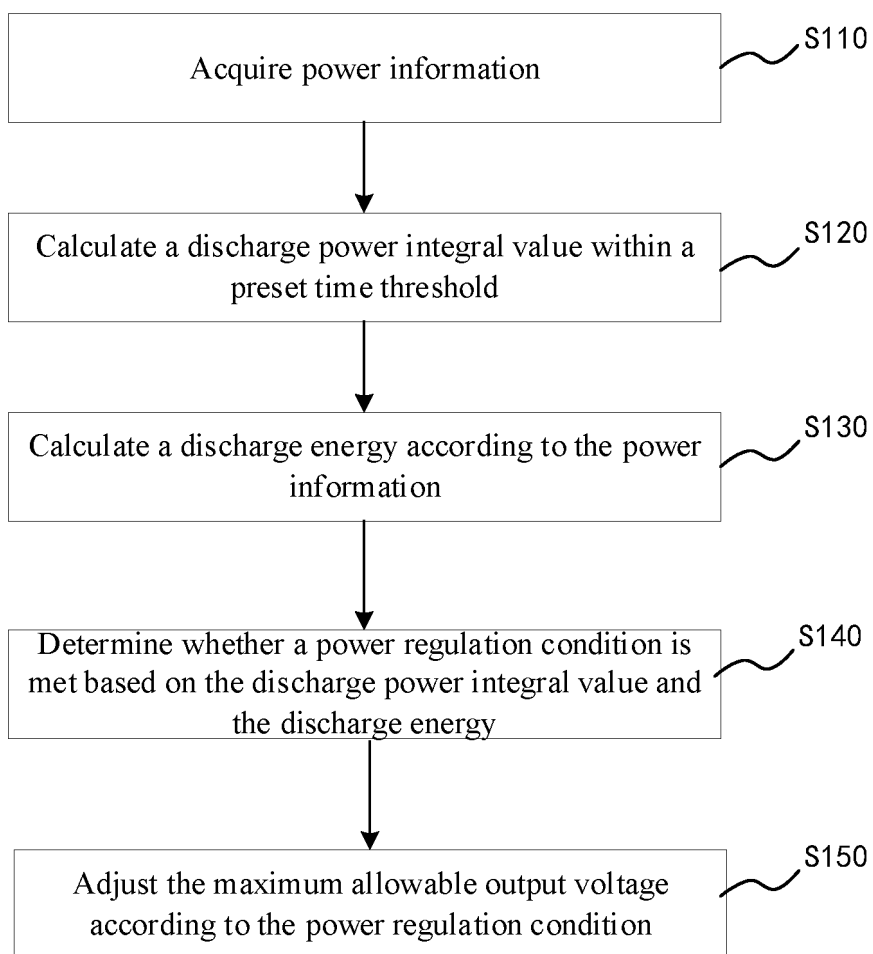 Acquire power information
S110
Calculate a discharge power integral value within a
preset time threshold
S120
Calculate a discharge energy according to the power
information
S130
Determine whether a power regulation condition is
met based on the discharge power integral value and
the discharge energy
S140
Adjust the maximum allowable output voltage
according to the power regulation condition
S150